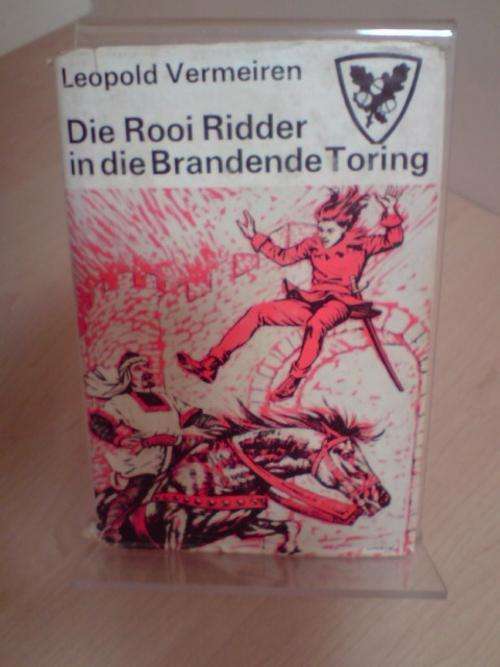 Leopold Vermeiren
Die Rooi Ridder
in die Brandende Toring